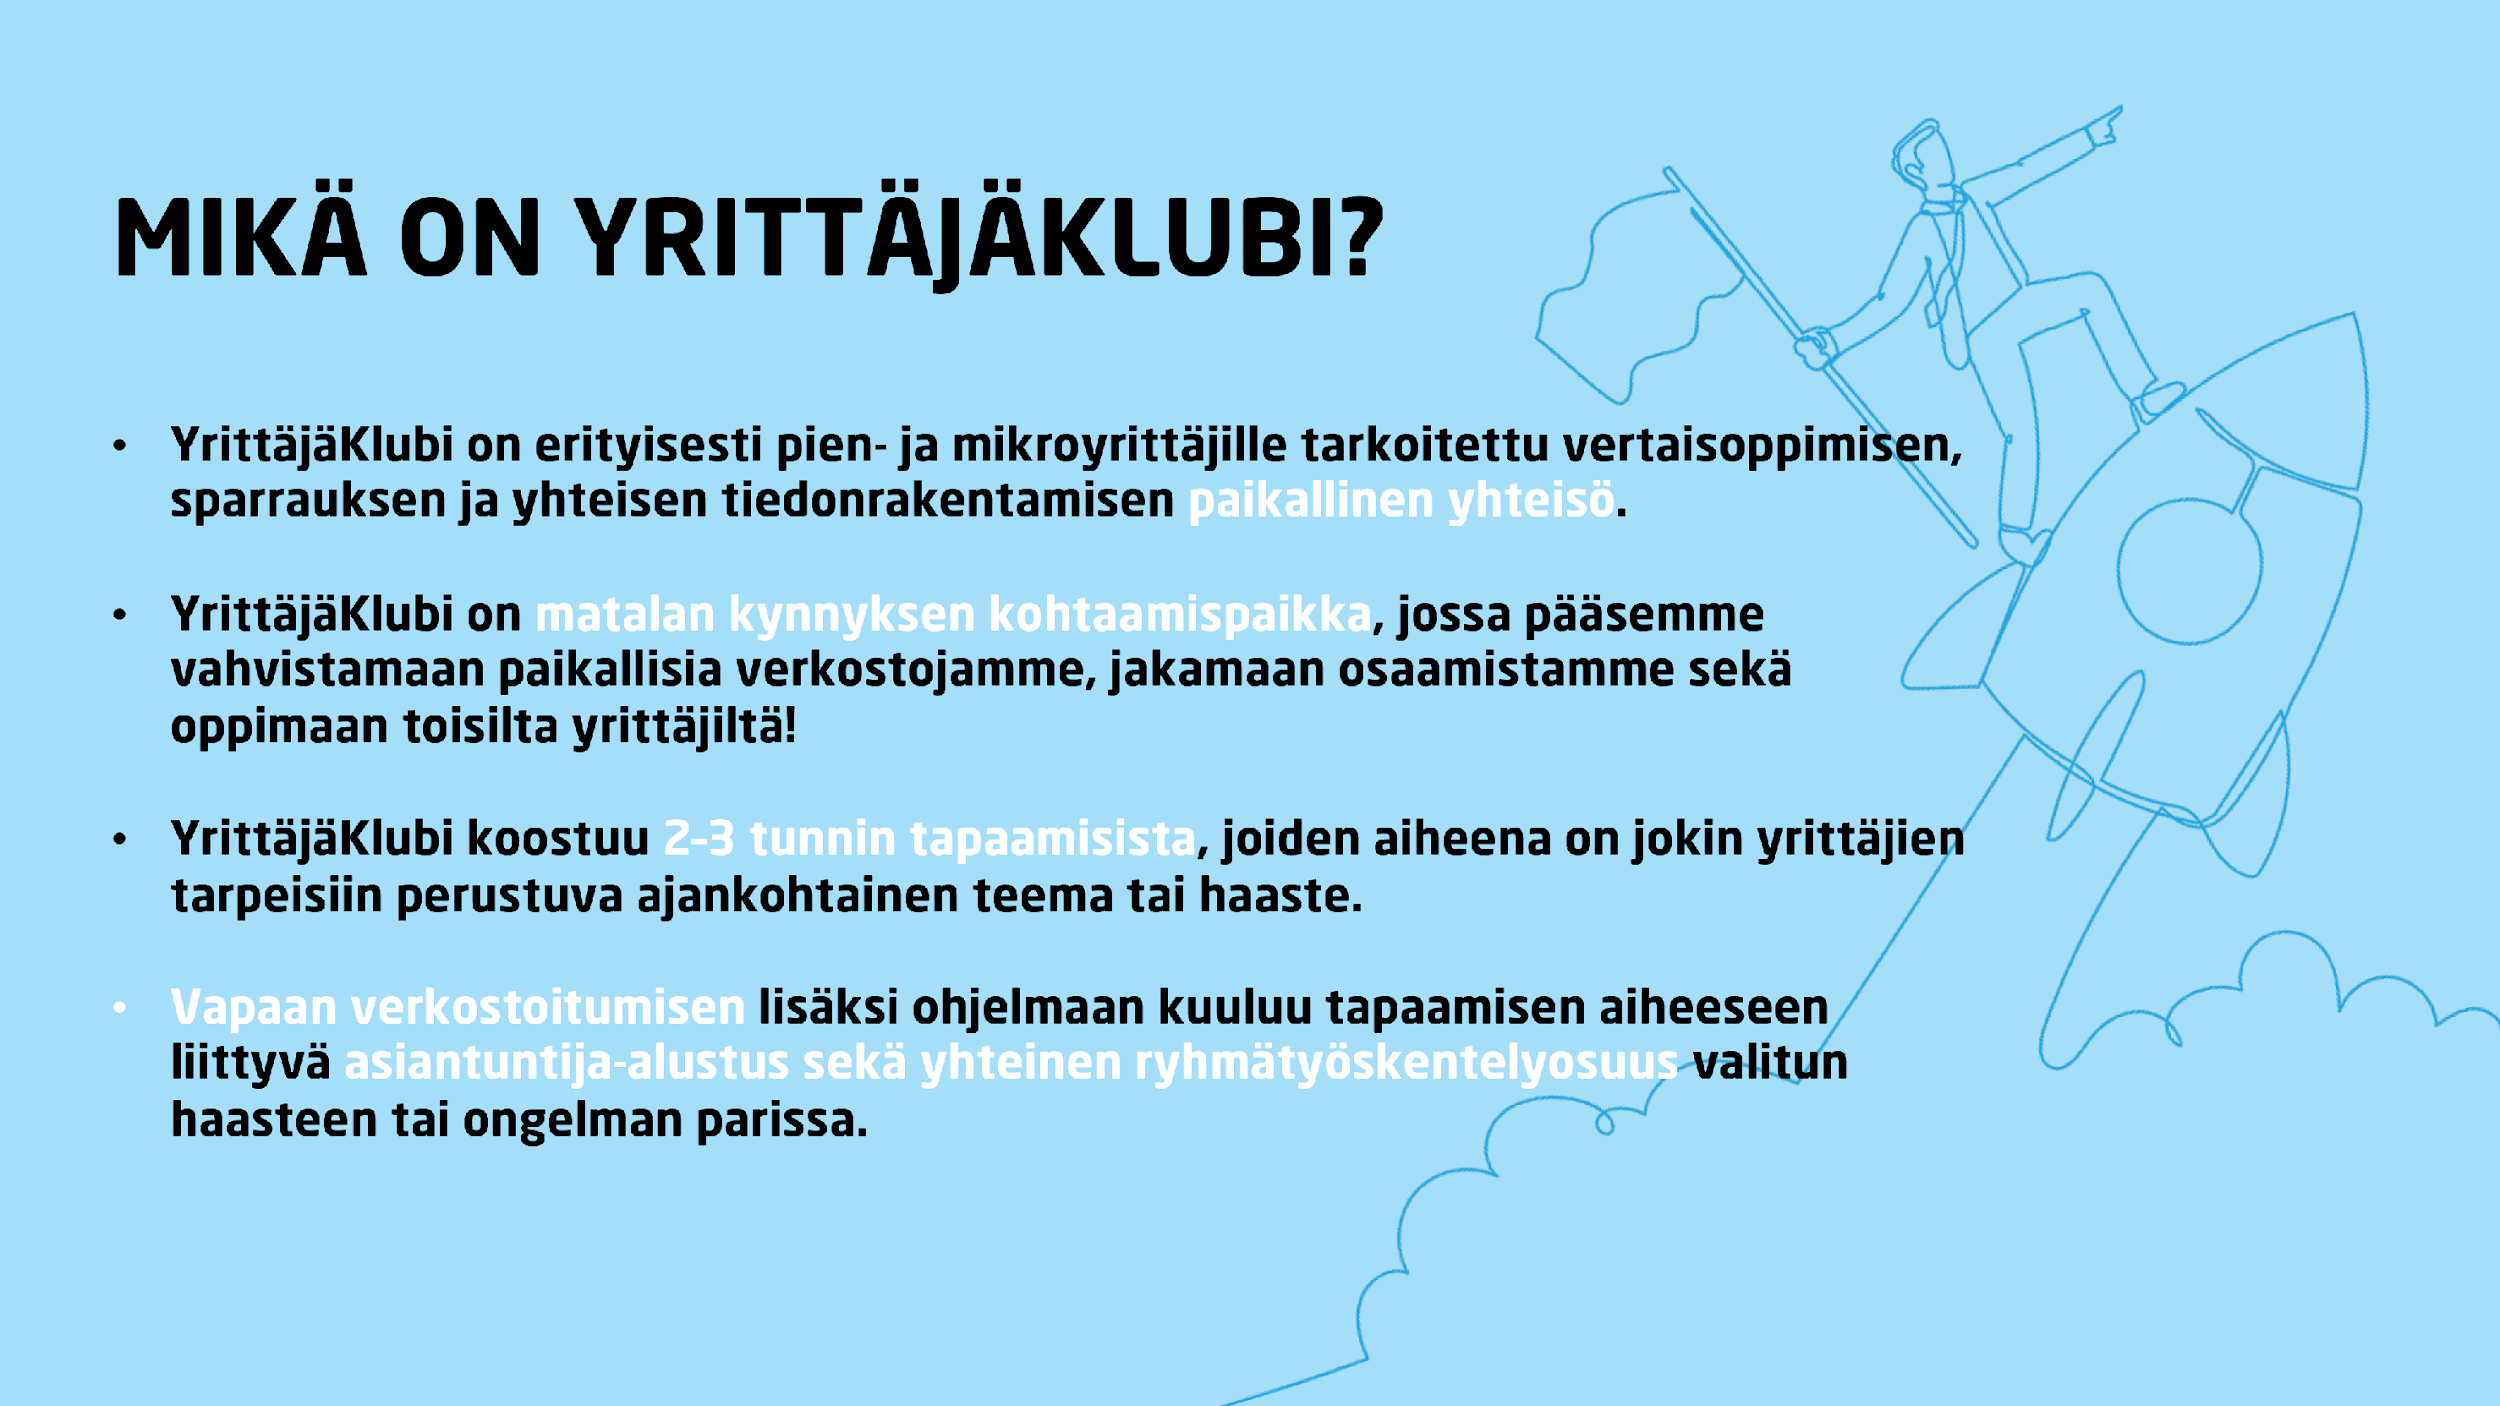 MIKÄ ON YRITTÄJÄKLUBI?
• YrittäjäKlubi on erityisesti pien- ja mikroyrittäjille tarkoitettu vertaisoppimisen,
sparrauksen ja yhteisen tiedonrakentamisen paikallinen yhteisö.
• YrittäjäKlubi on matalan kynnyksen kohtaamispaikka, jossa pääsemme
vahvistamaan paikallisia verkostojamme, jakamaan osaamistamme sekä
oppimaan toisilta yrittäjiltä!
• YrittäjäKlubi koostuu 2-3 tunnin tapaamisista, joiden aiheena on jokin yrittäjien
tarpeisiin perustuva ajankohtainen teema tai haaste.
• Vapaan verkostoitumisen lisäksi ohjelmaan kuuluu tapaamisen aiheeseen
liittyvä asiantuntija-alustus sekä yhteinen ryhmätyöskentelyosuus valitun
haasteen tai ongelman parissa.